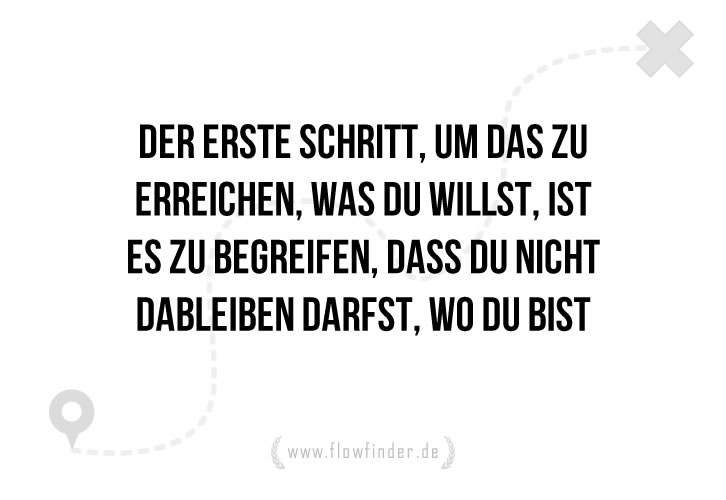 DER ERSTE SCHRITT, UM DAS ZU
ERREICHEN, WAS DU WILLST, IST
ES ZU BEGREIFEN, DASS DU NICHT
DABLEIBEN DARFST, WO DU BIST
www.flowfinder.de